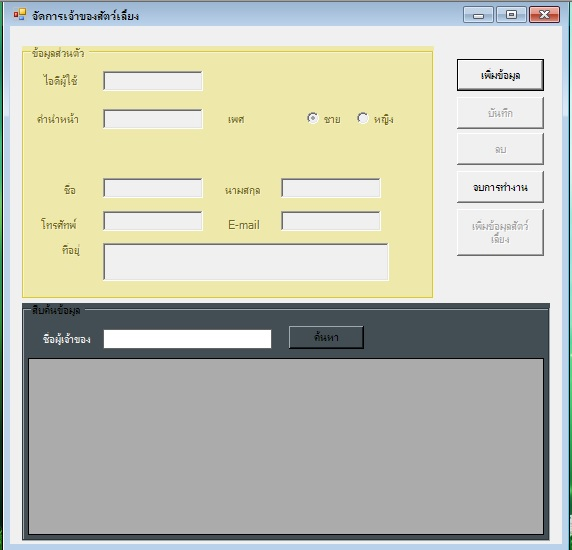 จัดการเจ้าของสัตว์เลี้ยง
ข้อมูลส่วนตัว
ไอดีผู้ใช้
คำนำหน้า เพศ ชาย หญิง
ชื่อ นามสกุล
โทรศัพท์ E-mail
ที่อยู่
เพิ่มข้อมูล
บันทึก
ลบ
จบการทำงาน
เพิ่มข้อมูลสัตว์
เลี้ยง
สืบค้นข้อมูล
ชื่อผู้เจ้าของ ค้นหา